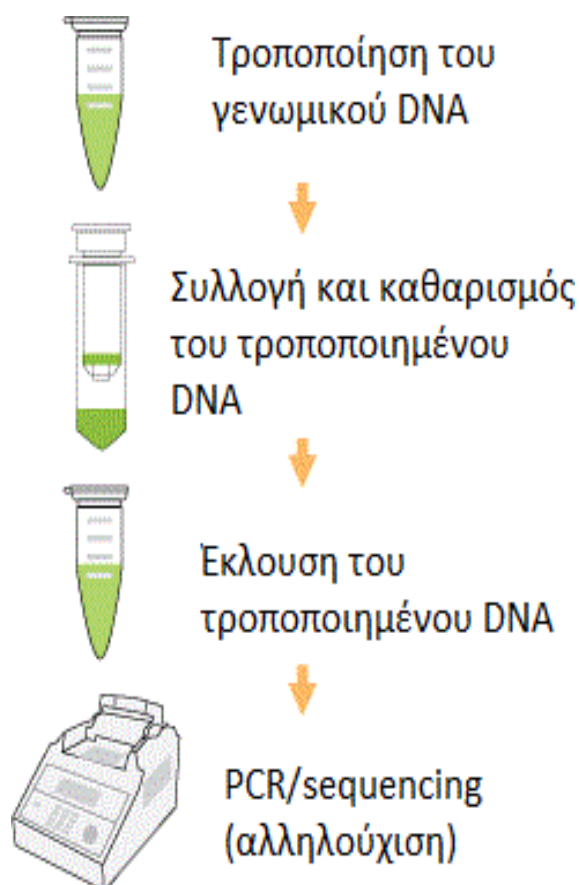 Τροποποίηση του
γενωμικού DNA
Συλλογή και καθαρισμός
του τροποποιημένου
DNA
Έκλουση του
τροποποιημένου DNA
PCR/sequencing
(αλληλούχιση)